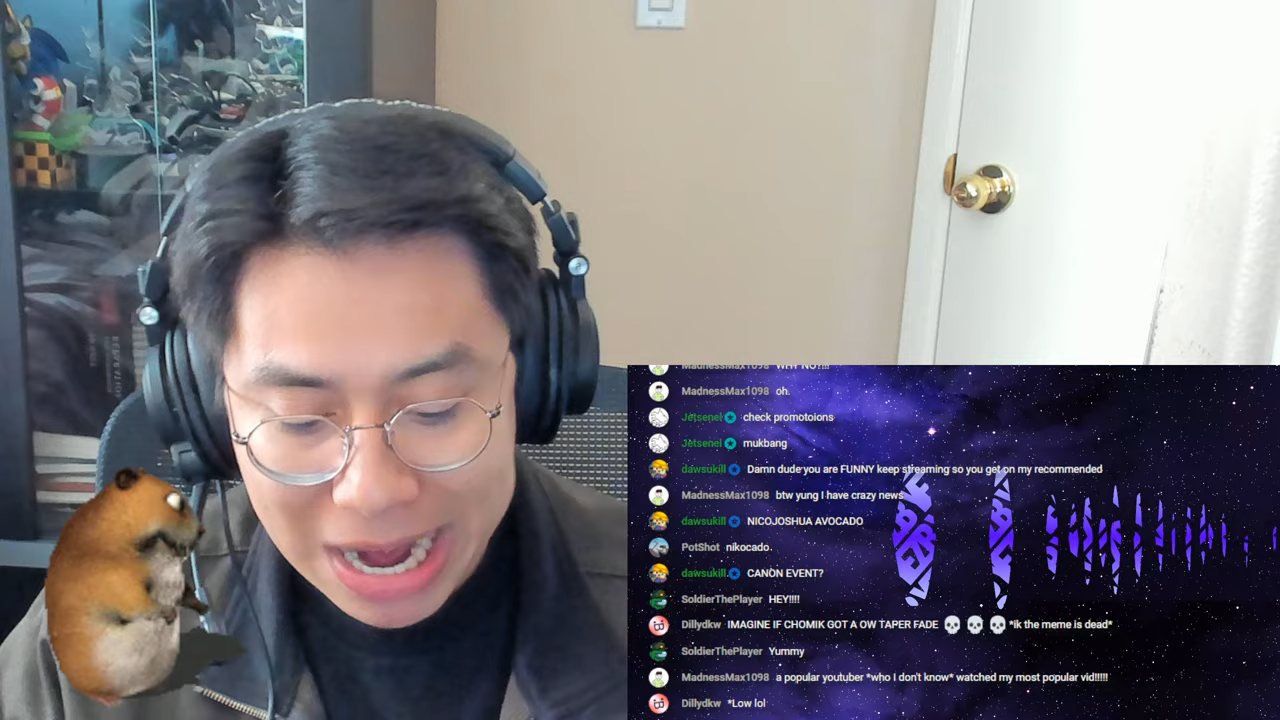 MadnessMax1098 WHY NO?!!!
MadnessMax1098 oh.
Jetsenel check promotoions
Jetsenel mukbang
dawsukill Damn dude you are FUNNY keep streaming so you get on my recommended
MadnessMax1098 btw yung I have crazy news
dawsukill NICOJOSHUA AVOCADO
PotShot nikocado.
dawsukill CANON EVENT?
SoldierThePlayer HEY!!!!
Dillydkw IMAGINE IF CHOMIK GOT A OW TAPER FADE 💀 💀 💀 *ik the meme is dead*
SoldierThePlayer Yummy
MadnessMax1098 a popular youtuber *who I don't know* watched my most popular vid!!!!!
Dillydkw *Low lol